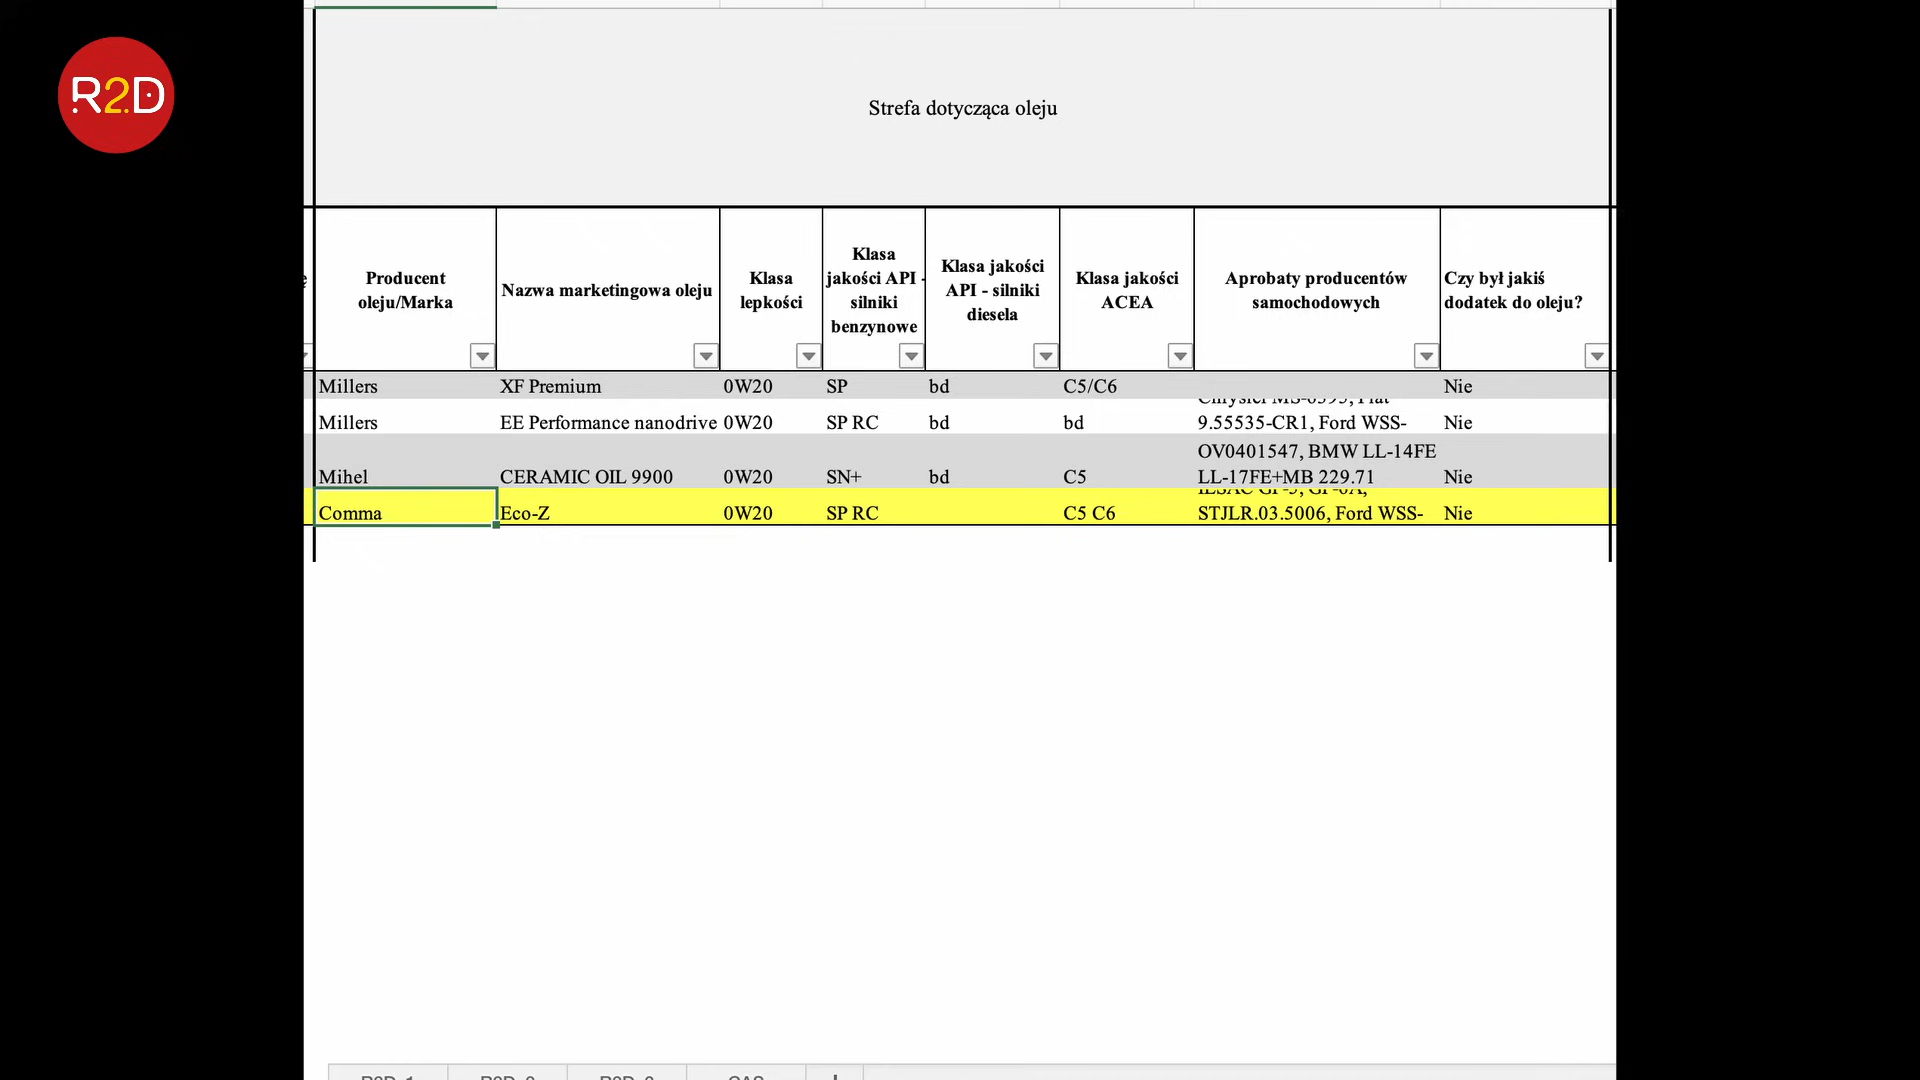 R2D
Strefa dotycząca oleju
Producent
oleju/Marka
Nazwa marketingowa oleju
Klasa
lepkości
Klasa
jakości API -
silniki
benzynowe
Klasa jakości
API - silniki
diesela
Klasa jakości
ACEA
Aprobaty producentów
samochodowych
Czy był jakiś
dodatek do oleju?
Millers XF Premium 0W20 SP bd C5/C6 Nie
Chrysler MS-6395, Fiat
Millers EE Performance nanodrive 0W20 SP RC bd bd 9.55535-CR1, Ford WSS- Nie
OV0401547, BMW LL-14FE
Mihel CERAMIC OIL 9900 0W20 SN+ bd C5 LL-17FE+MB 229.71 Nie
Comma Eco-Z 0W20 SP RC C5 C6 STJLR.03.5006, Ford WSS- Nie